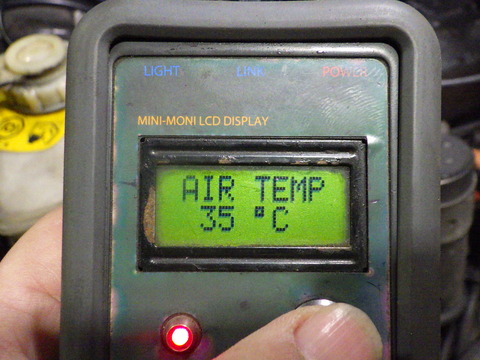 LIGHT LINK POWER
MINI-MONI LCD DISPLAY
AIR TEMP
35 °C